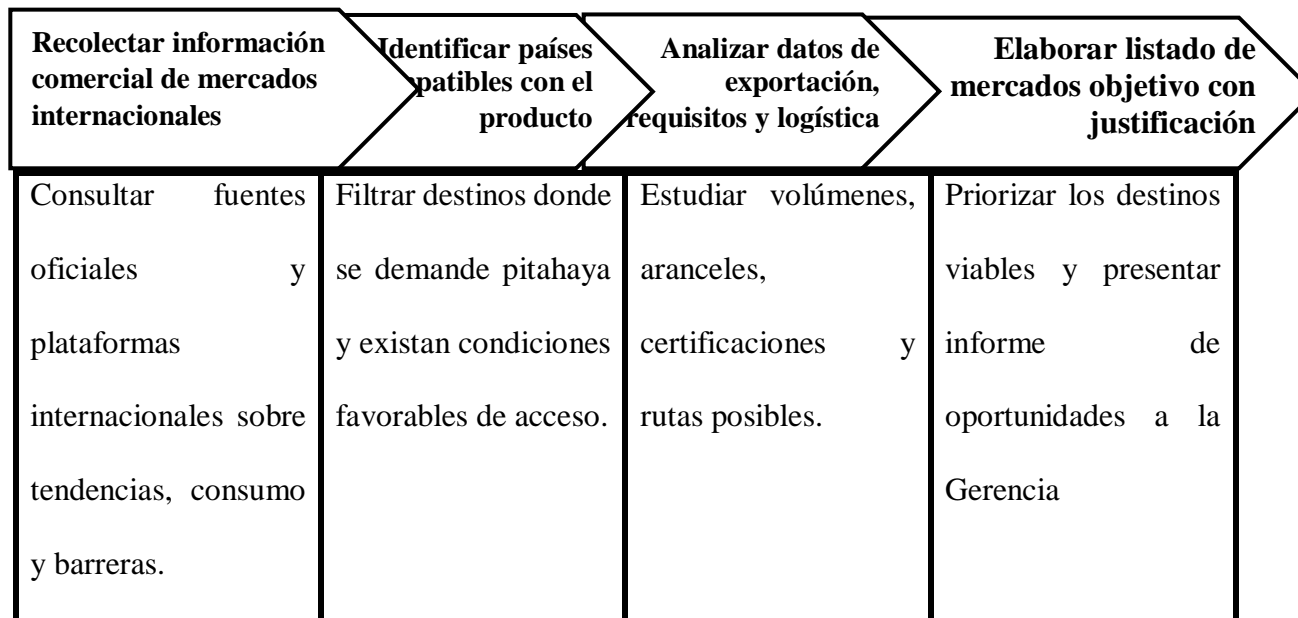 Recolectar información
comercial de mercados
internacionales
Identificar países
patibles con el
producto
Analizar datos de
exportación,
requisitos y logística
Elaborar listado de
mercados objetivo con
justificación
Consultar fuentes
oficiales y
plataformas
internacionales sobre
tendencias, consumo
y barreras.
Filtrar destinos donde
se demande pitahaya
y existan condiciones
favorables de acceso.
Estudiar volúmenes,
aranceles,
certificaciones y
rutas posibles.
Priorizar los destinos
viables y presentar
informe de
oportunidades a la
Gerencia